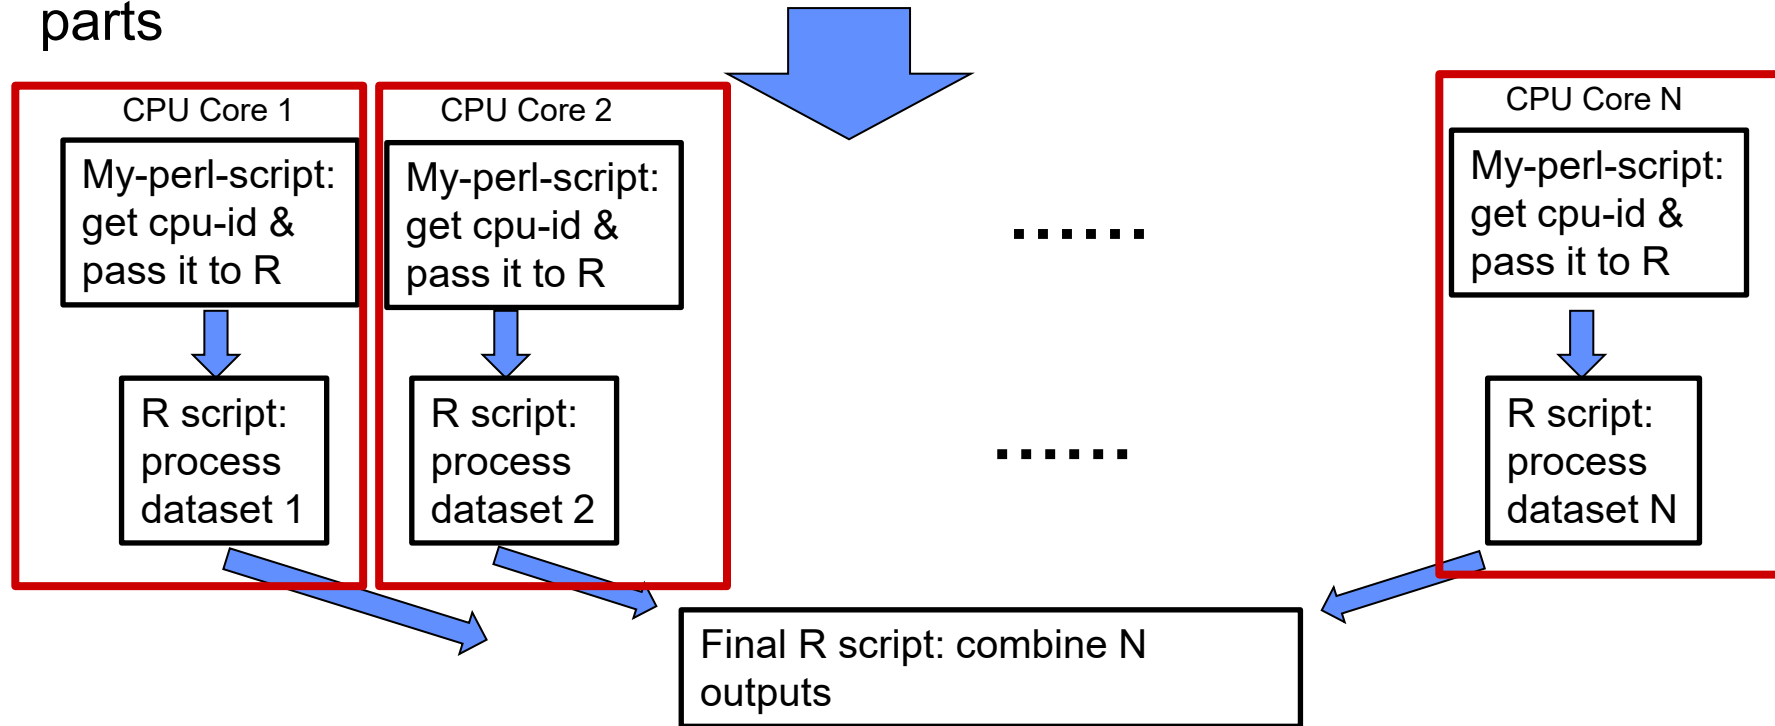 parts
CPU Core 1
My-perl-script:
get cpu-id &
pass it to R
R script:
process
dataset 1
CPU Core 2
My-perl-script:
get cpu-id &
pass it to R
R script:
process
dataset 2
......
......
CPU Core N
My-perl-script:
get cpu-id &
pass it to R
R script:
process
dataset N
Final R script: combine N
outputs